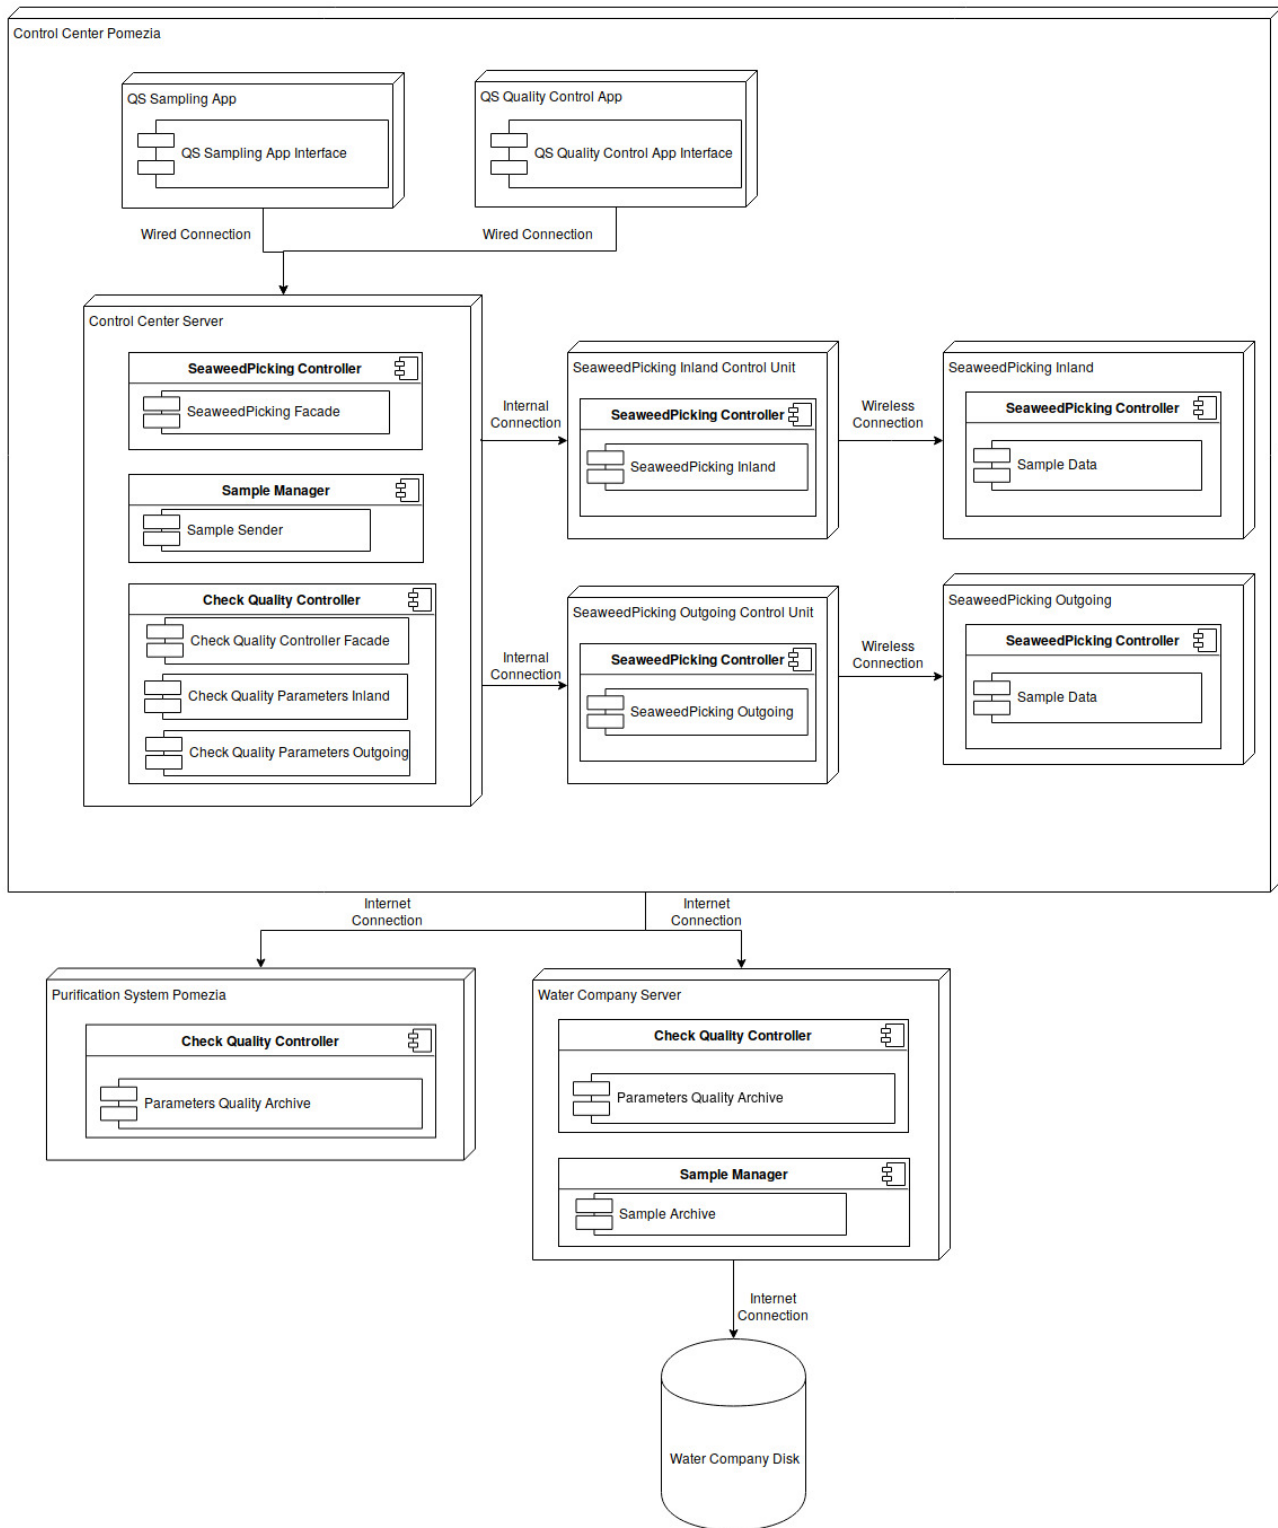 Control Center Pomezia
QS Sampling App
QS Sampling App Interface
QS Quality Control App
QS Quality Control App Interface
Wired Connection
Wired Connection
Control Center Server
SeaweedPicking Controller
SeaweedPicking Facade
Sample Manager
Sample Sender
Check Quality Controller
Check Quality Controller Facade
Check Quality Parameters Inland
Check Quality Parameters Outgoing
Internal
Connection
SeaweedPicking Inland Control Unit
SeaweedPicking Controller
SeaweedPicking Inland
Wireless
Connection
SeaweedPicking Inland
SeaweedPicking Controller
Sample Data
Internal
Connection
SeaweedPicking Outgoing Control Unit
SeaweedPicking Controller
SeaweedPicking Outgoing
Wireless
Connection
SeaweedPicking Outgoing
SeaweedPicking Controller
Sample Data
Internet
Connection
Internet
Connection
Purification System Pomezia
Check Quality Controller
Parameters Quality Archive
Water Company Server
Check Quality Controller
Parameters Quality Archive
Sample Manager
Sample Archive
Internet
Connection
Water Company Disk